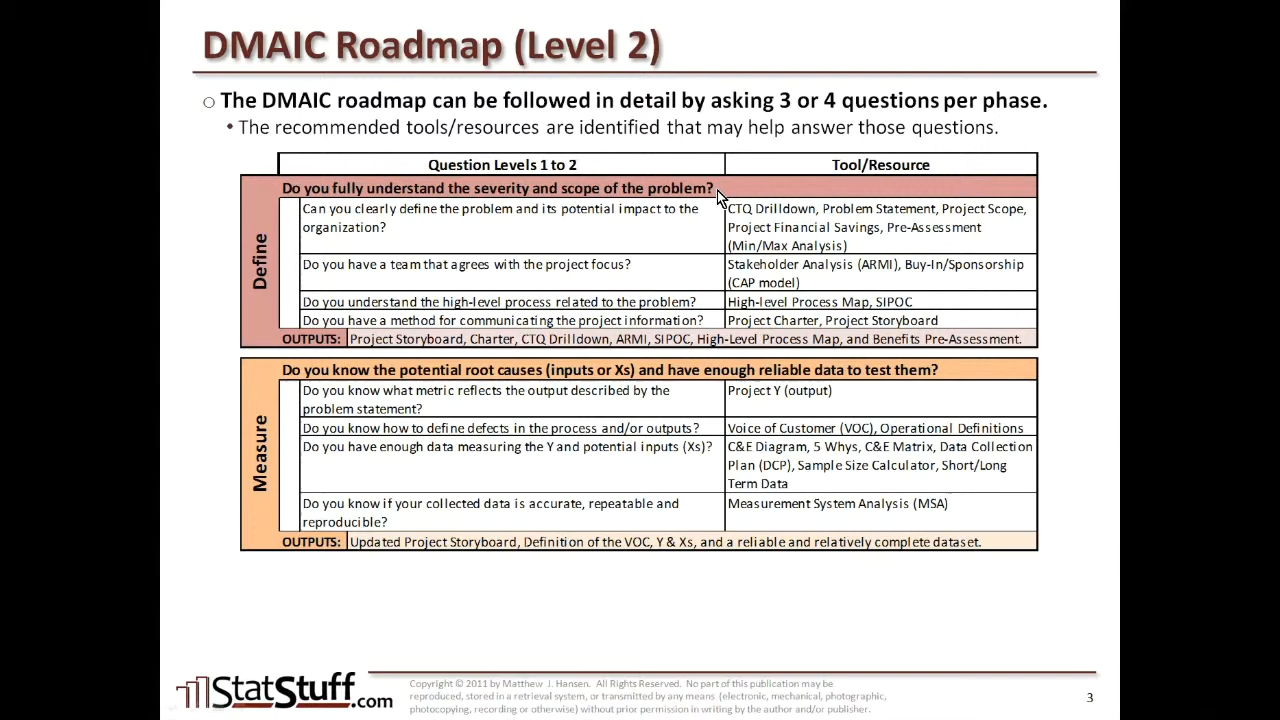 DMAIC Roadmap (Level 2)
○ The DMAIC roadmap can be followed in detail by asking 3 or 4 questions per phase.
• The recommended tools/resources are identified that may help answer those questions.
Question Levels 1 to 2
Tool/Resource
Define
Do you fully understand the severity and scope of the problem?
Can you clearly define the problem and its potential impact to the
organization?
CTQ Drilldown, Problem Statement, Project Scope,
Project Financial Savings, Pre-Assessment
(Min/Max Analysis)
Do you have a team that agrees with the project focus?
Stakeholder Analysis (ARMI), Buy-In/Sponsorship
(CAP model)
Do you understand the high-level process related to the problem?
High-level Process Map, SIPOC
Do you have a method for communicating the project information?
Project Charter, Project Storyboard
OUTPUTS: Project Storyboard, Charter, CTQ Drilldown, ARMI, SIPOC, High-Level Process Map, and Benefits Pre-Assessment.
Measure
Do you know the potential root causes (inputs or Xs) and have enough reliable data to test them?
Do you know what metric reflects the output described by the
problem statement?
Project Y (output)
Do you know how to define defects in the process and/or outputs?
Voice of Customer (VOC), Operational Definitions
Do you have enough data measuring the Y and potential inputs (Xs)?
C&E Diagram, 5 Whys, C&E Matrix, Data Collection
Plan (DCP), Sample Size Calculator, Short/Long
Term Data
Do you know if your collected data is accurate, repeatable and
reproducible?
Measurement System Analysis (MSA)
OUTPUTS: Updated Project Storyboard, Definition of the VOC, Y & Xs, and a reliable and relatively complete dataset.
StatStuff.com
Copyright © 2011 by Matthew J. Hansen. All Rights Reserved. No part of this publication may be
reproduced, stored in a retrieval system, or transmitted by any means (electronic, mechanical, photographic,
photocopying, recording or otherwise) without prior permission in writing by the author and/or publisher.
3